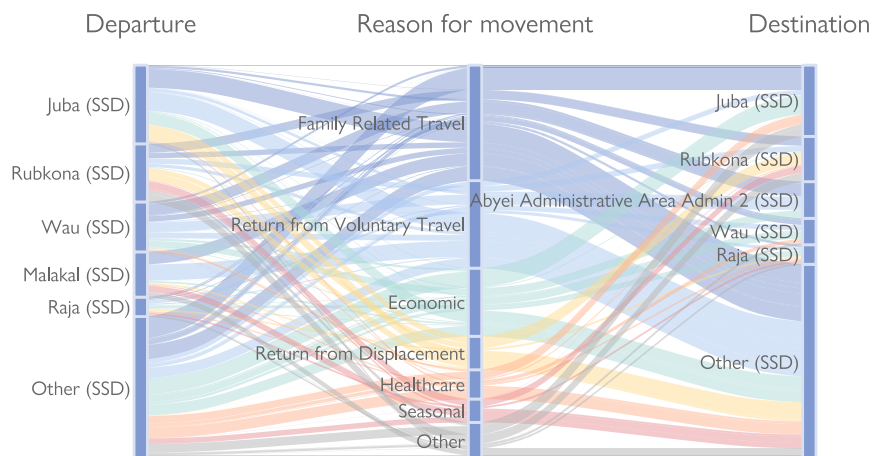 Departure
Reason for movement
Destination
Juba (SSD)
Rubkona (SSD)
Wau (SSD)
Malakal (SSD)
Raja (SSD)
Other (SSD)
Family Related Travel
Return from Voluntary Travel
Economic
Return from Displacement
Healthcare
Seasonal
Other
Juba (SSD)
Rubkona (SSD)
Abyei Administrative Area Admin 2 (SSD)
Wau (SSD)
Raja (SSD)
Other (SSD)